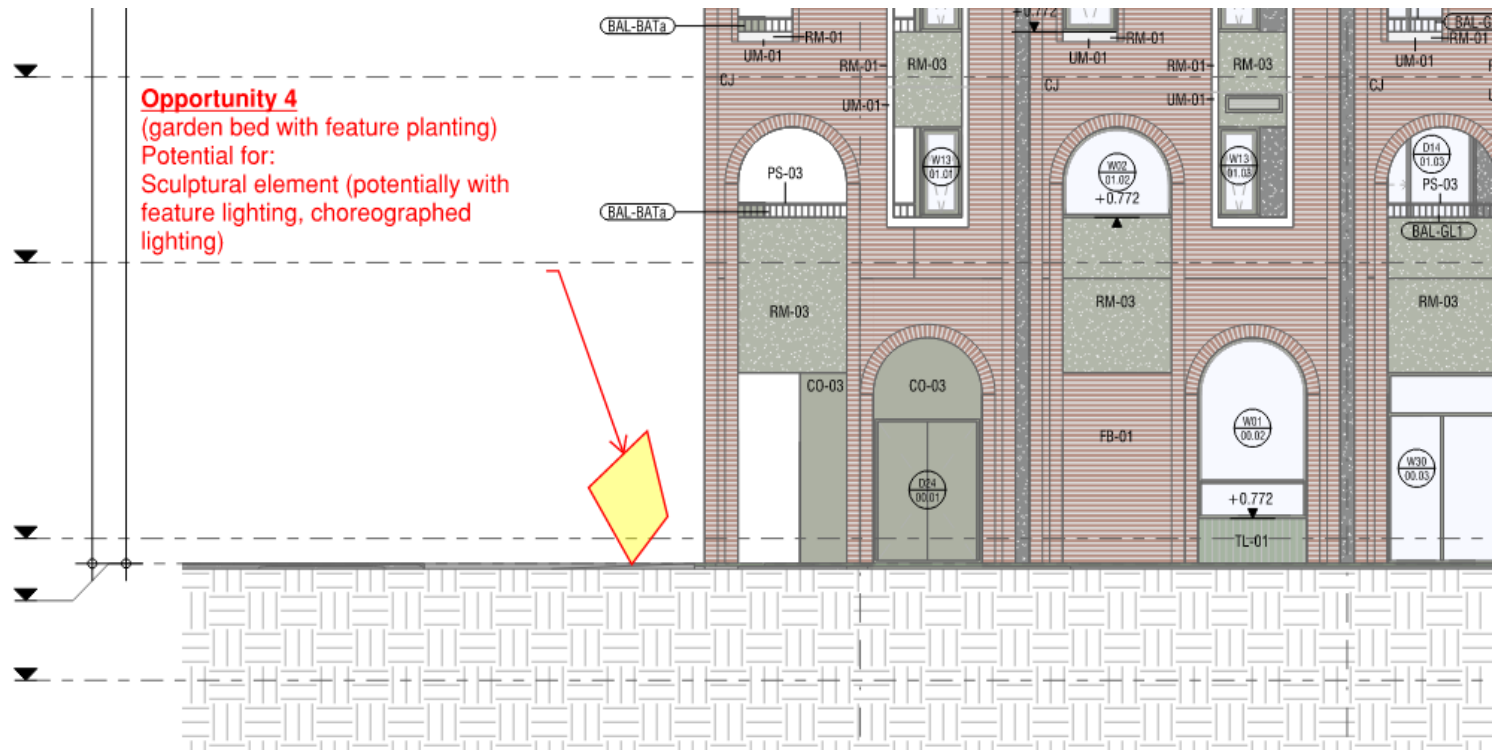 BAL-BATa
RM-01
UM-01
CJ
RM-01
RM-03
UM-01
+0.772
RM-01
UM-01
CJ
RM-01
RM-03
UM-01
BAL-G
RM-01
UM-01
CJ
Opportunity 4
(garden bed with feature planting)
Potential for:
Sculptural element (potentially with
feature lighting, choreographed
lighting)
PS-03
BAL-BATa
W13
01.01
W02
01.02
+0.772
W13
01.03
D14
01.03
PS-03
BAL-GL1
RM-03
RM-03
RM-03
CO-03
CO-03
D24
00.01
FB-01
W01
00.02
+0.772
TL-01
W30
00.03